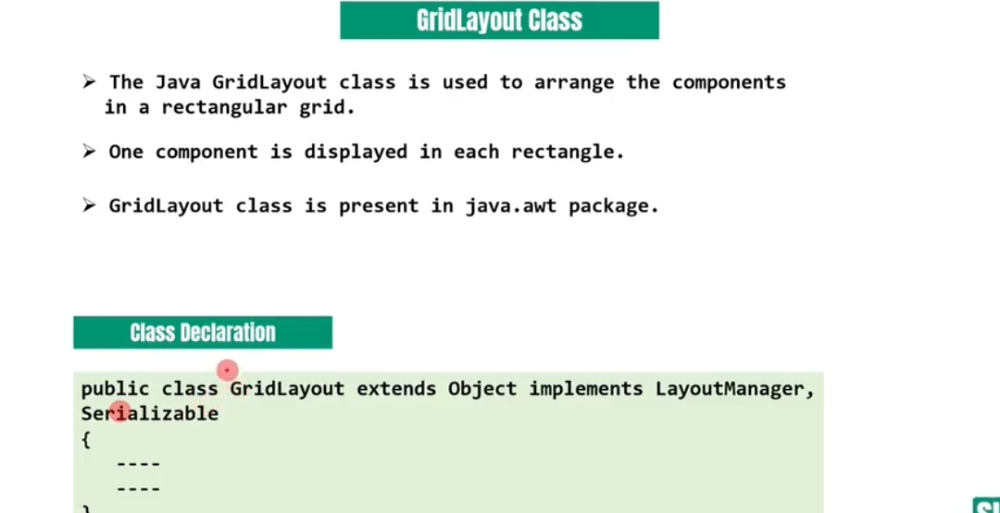 GridLayout Class
➤ The Java GridLayout class is used to arrange the components
in a rectangular grid.
➤ One component is displayed in each rectangle.
➤ GridLayout class is present in java.awt package.
Class Declaration
public class GridLayout extends Object implements LayoutManager,
Serializable
{
----
----
}